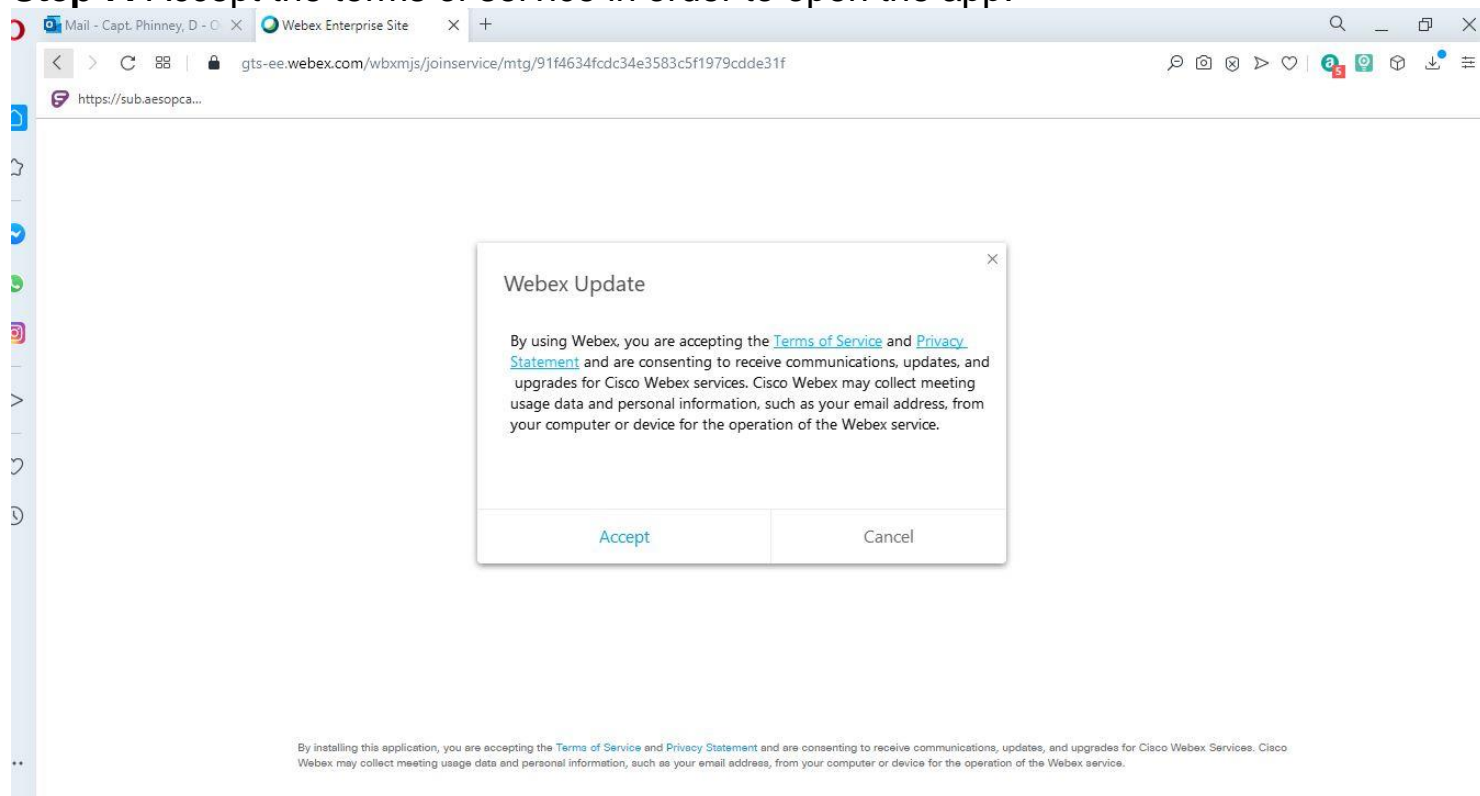 Step 7: Accept the terms of service in order to open the app.
Mail - Capt. Phinney, D - O
Webex Enterprise Site
gts-ee.webex.com/wbxmjs/joinservice/mtg/91f4634fcdc34e3583c5f1979cdde31f
5
https://sub.aesopca...
Webex Update
By using Webex, you are accepting the Terms of Service and Privacy
Statement and are consenting to receive communications, updates, and
upgrades for Cisco Webex services. Cisco Webex may collect meeting
usage data and personal information, such as your email address, from
your computer or device for the operation of the Webex service.
Accept
Cancel
By installing this application, you are accepting the Terms of Service and Privacy Statement and are consenting to receive communications, updates, and upgrades for Cisco Webex Services. Cisco
Webex may collect meeting usage data and personal information, such as your email address, from your computer or device for the operation of the Webex service.